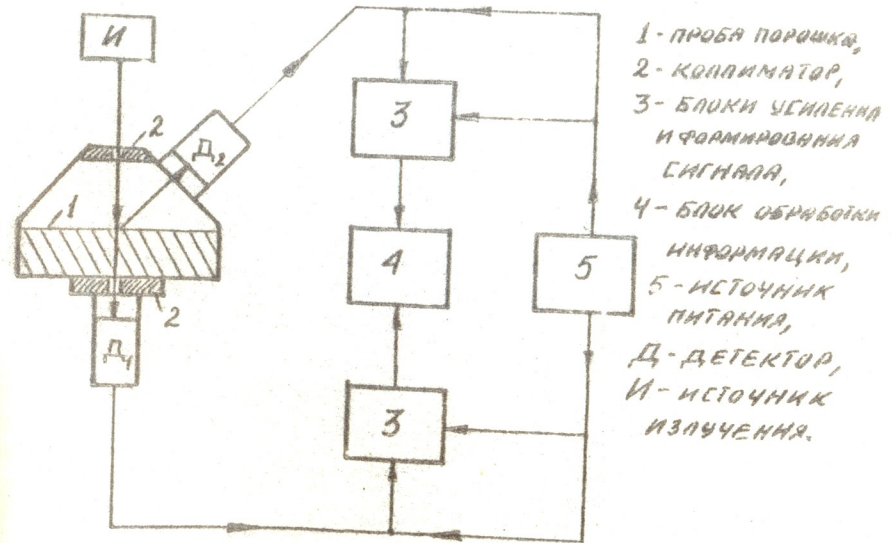 И
2
Д₂
1
2
Д₁
3
4
3
5
1 - ПРОБА ПОРОШКА,
2 - КОЛЛИМАТОР,
3 - БЛОКИ УСИЛЕНИЯ
И ФОРМИРОВАНИЯ
СИГНАЛА,
4 - БЛОК ОБРАБОТКИ
ИНФОРМАЦИИ,
5 - ИСТОЧНИК
ПИТАНИЯ,
Д - ДЕТЕКТОР,
И - ИСТОЧНИК
ИЗЛУЧЕНИЯ.